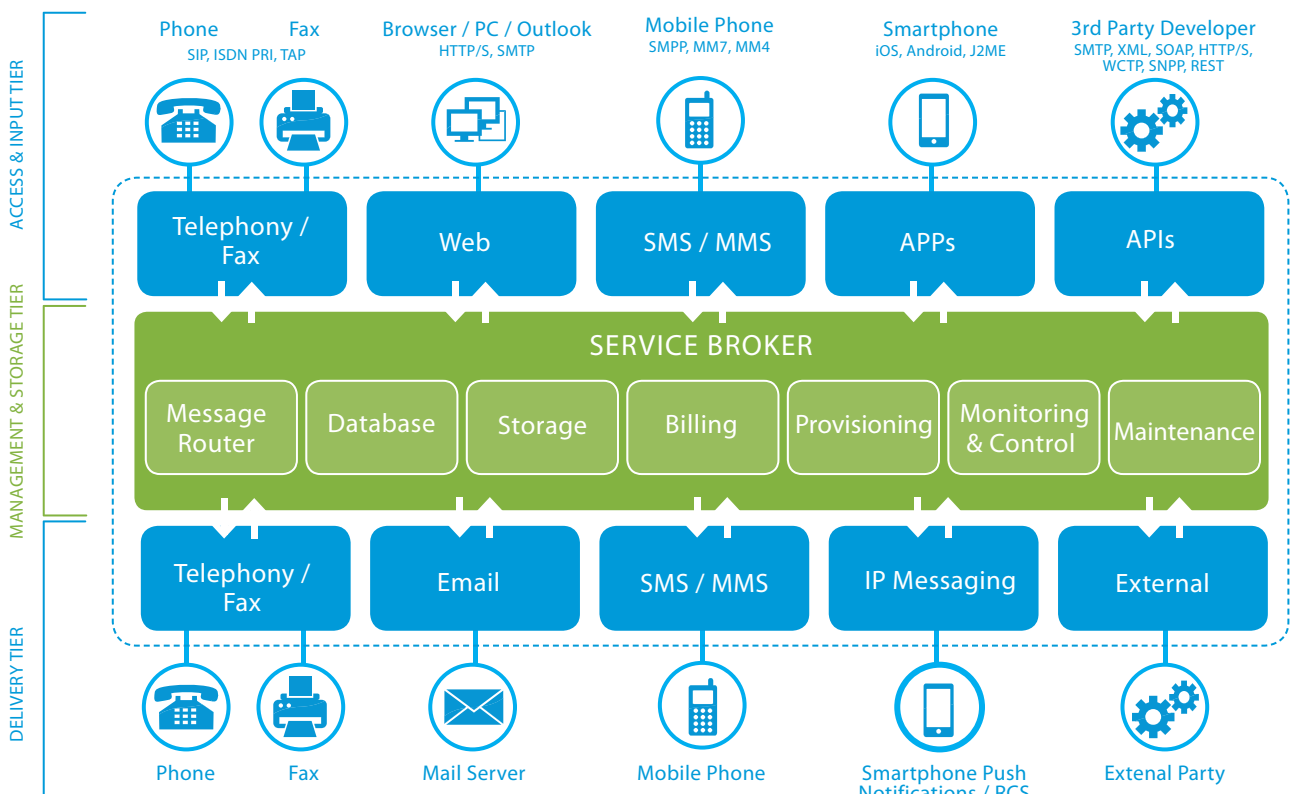 Phone
Fax
SIP, ISDN PRI, TAP
Browser / PC / Outlook
HTTP/S, SMTP
Mobile Phone
SMPP, MM7, MM4
Smartphone
iOS, Android, J2ME
3rd Party Developer
SMTP, XML, SOAP, HTTP/S,
WCTP, SNPP, REST
ACCESS & INPUT TIER
Telephony /
Fax
Web
SMS / MMS
APPs
APIs
MANAGEMENT & STORAGE TIER
SERVICE BROKER
Message
Router
Database
Storage
Billing
Provisioning
Monitoring
& Control
Maintenance
DELIVERY TIER
Telephony /
Fax
Email
SMS / MMS
IP Messaging
External
Phone
Fax
Mail Server
Mobile Phone
Smartphone Push
Notifications / RCS
Extenal Party